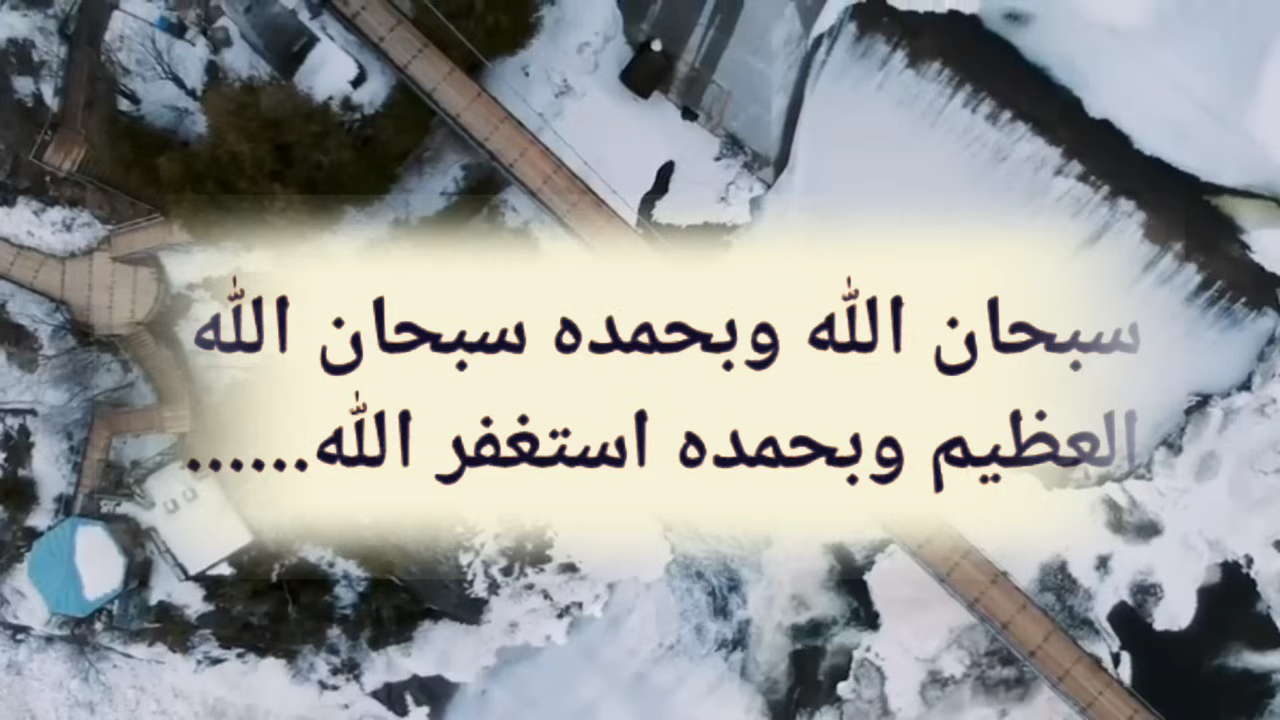 سبحان الله وبحمده سبحان الله
العظيم وبحمده استغفر الله......